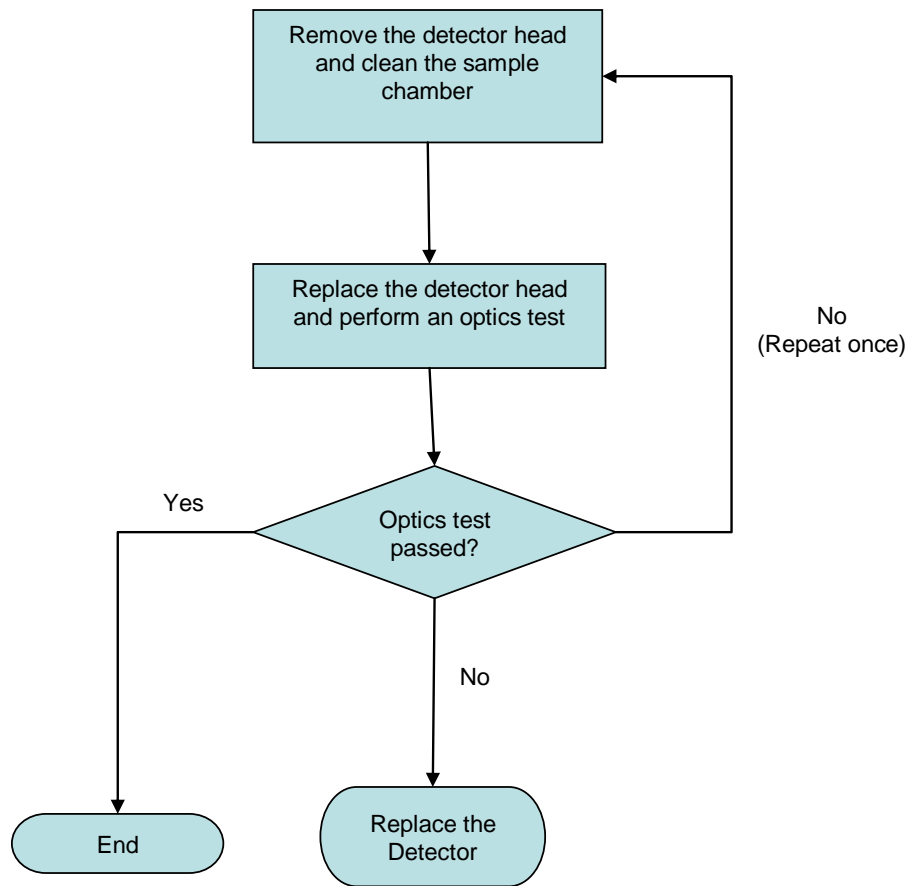 Remove the detector head
and clean the sample
chamber
Replace the detector head
and perform an optics test
No
(Repeat once)
Yes
Optics test
passed?
No
End
Replace the
Detector